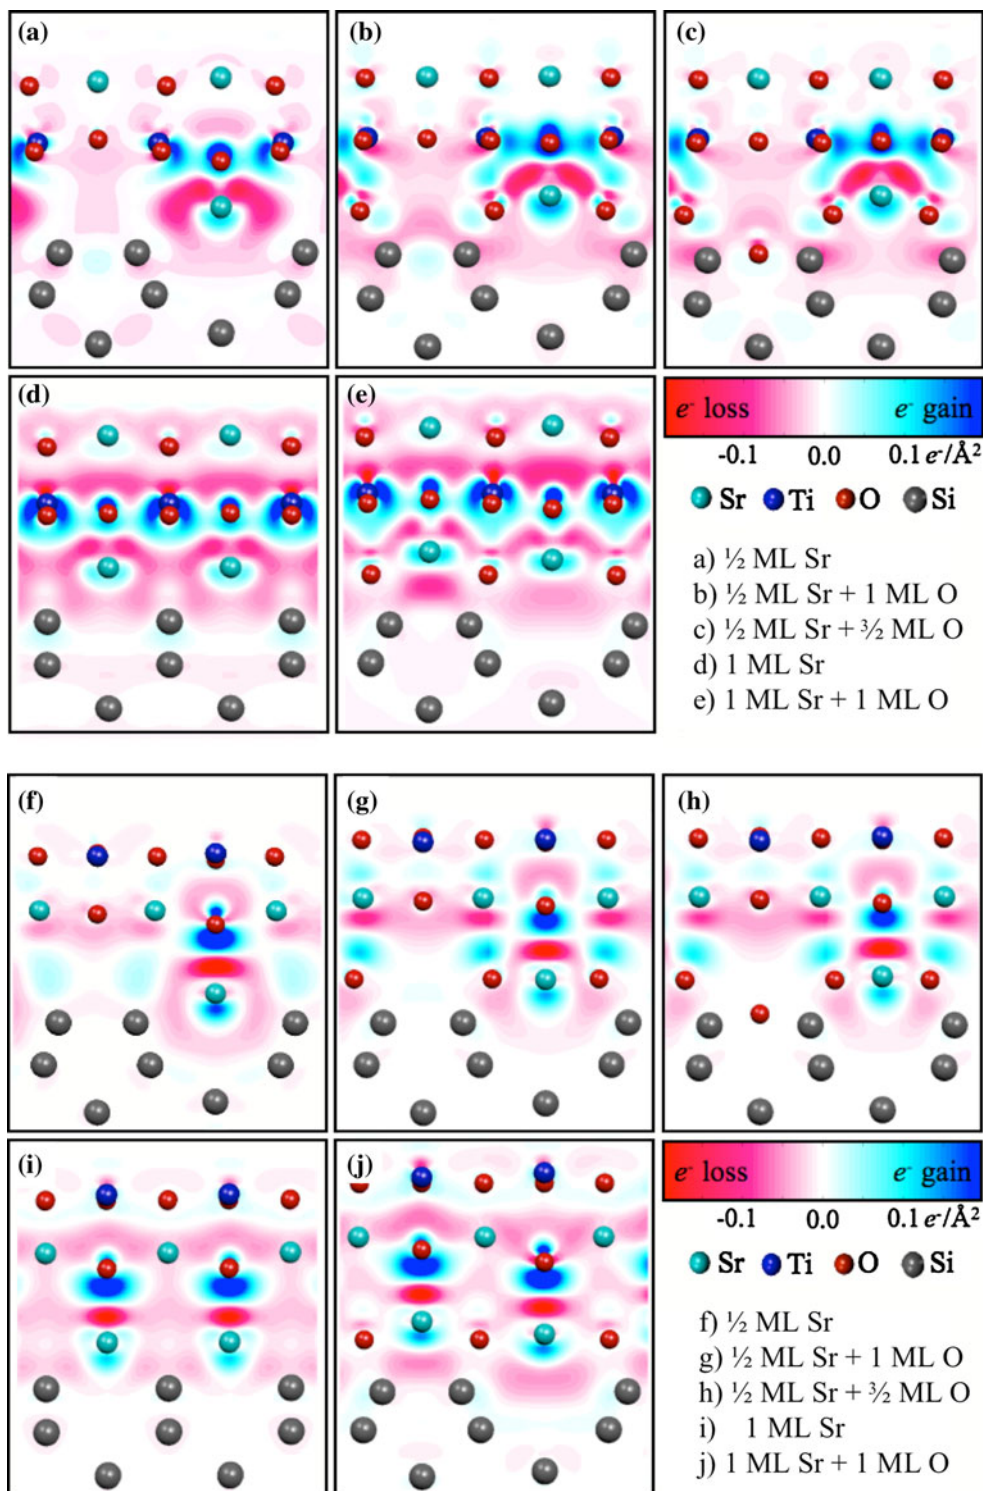 (a)
(b)
(c)
(d)
(e)
e⁻ loss e⁻ gain
-0.1 0.0 0.1 e⁻/Å²
Sr Ti O Si
a) ½ ML Sr
b) ½ ML Sr + 1 ML O
c) ½ ML Sr + 3⁄2 ML O
d) 1 ML Sr
e) 1 ML Sr + 1 ML O
(f)
(g)
(h)
(i)
(j)
e⁻ loss e⁻ gain
-0.1 0.0 0.1 e⁻/Å²
Sr Ti O Si
f) ½ ML Sr
g) ½ ML Sr + 1 ML O
h) ½ ML Sr + 3⁄2 ML O
i) 1 ML Sr
j) 1 ML Sr + 1 ML O